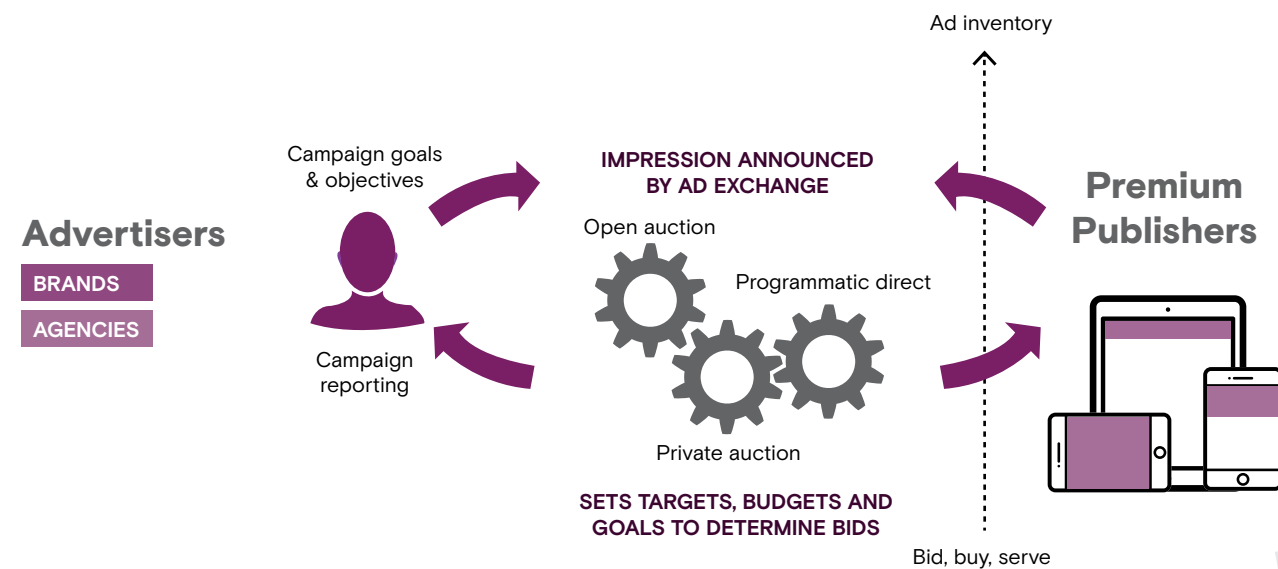 Ad inventory
Campaign goals
& objectives
IMPRESSION ANNOUNCED
BY AD EXCHANGE
Premium
Publishers
Advertisers
BRANDS
AGENCIES
Open auction
Programmatic direct
Campaign
reporting
Private auction
SETS TARGETS, BUDGETS AND
GOALS TO DETERMINE BIDS
Bid, buy, serve